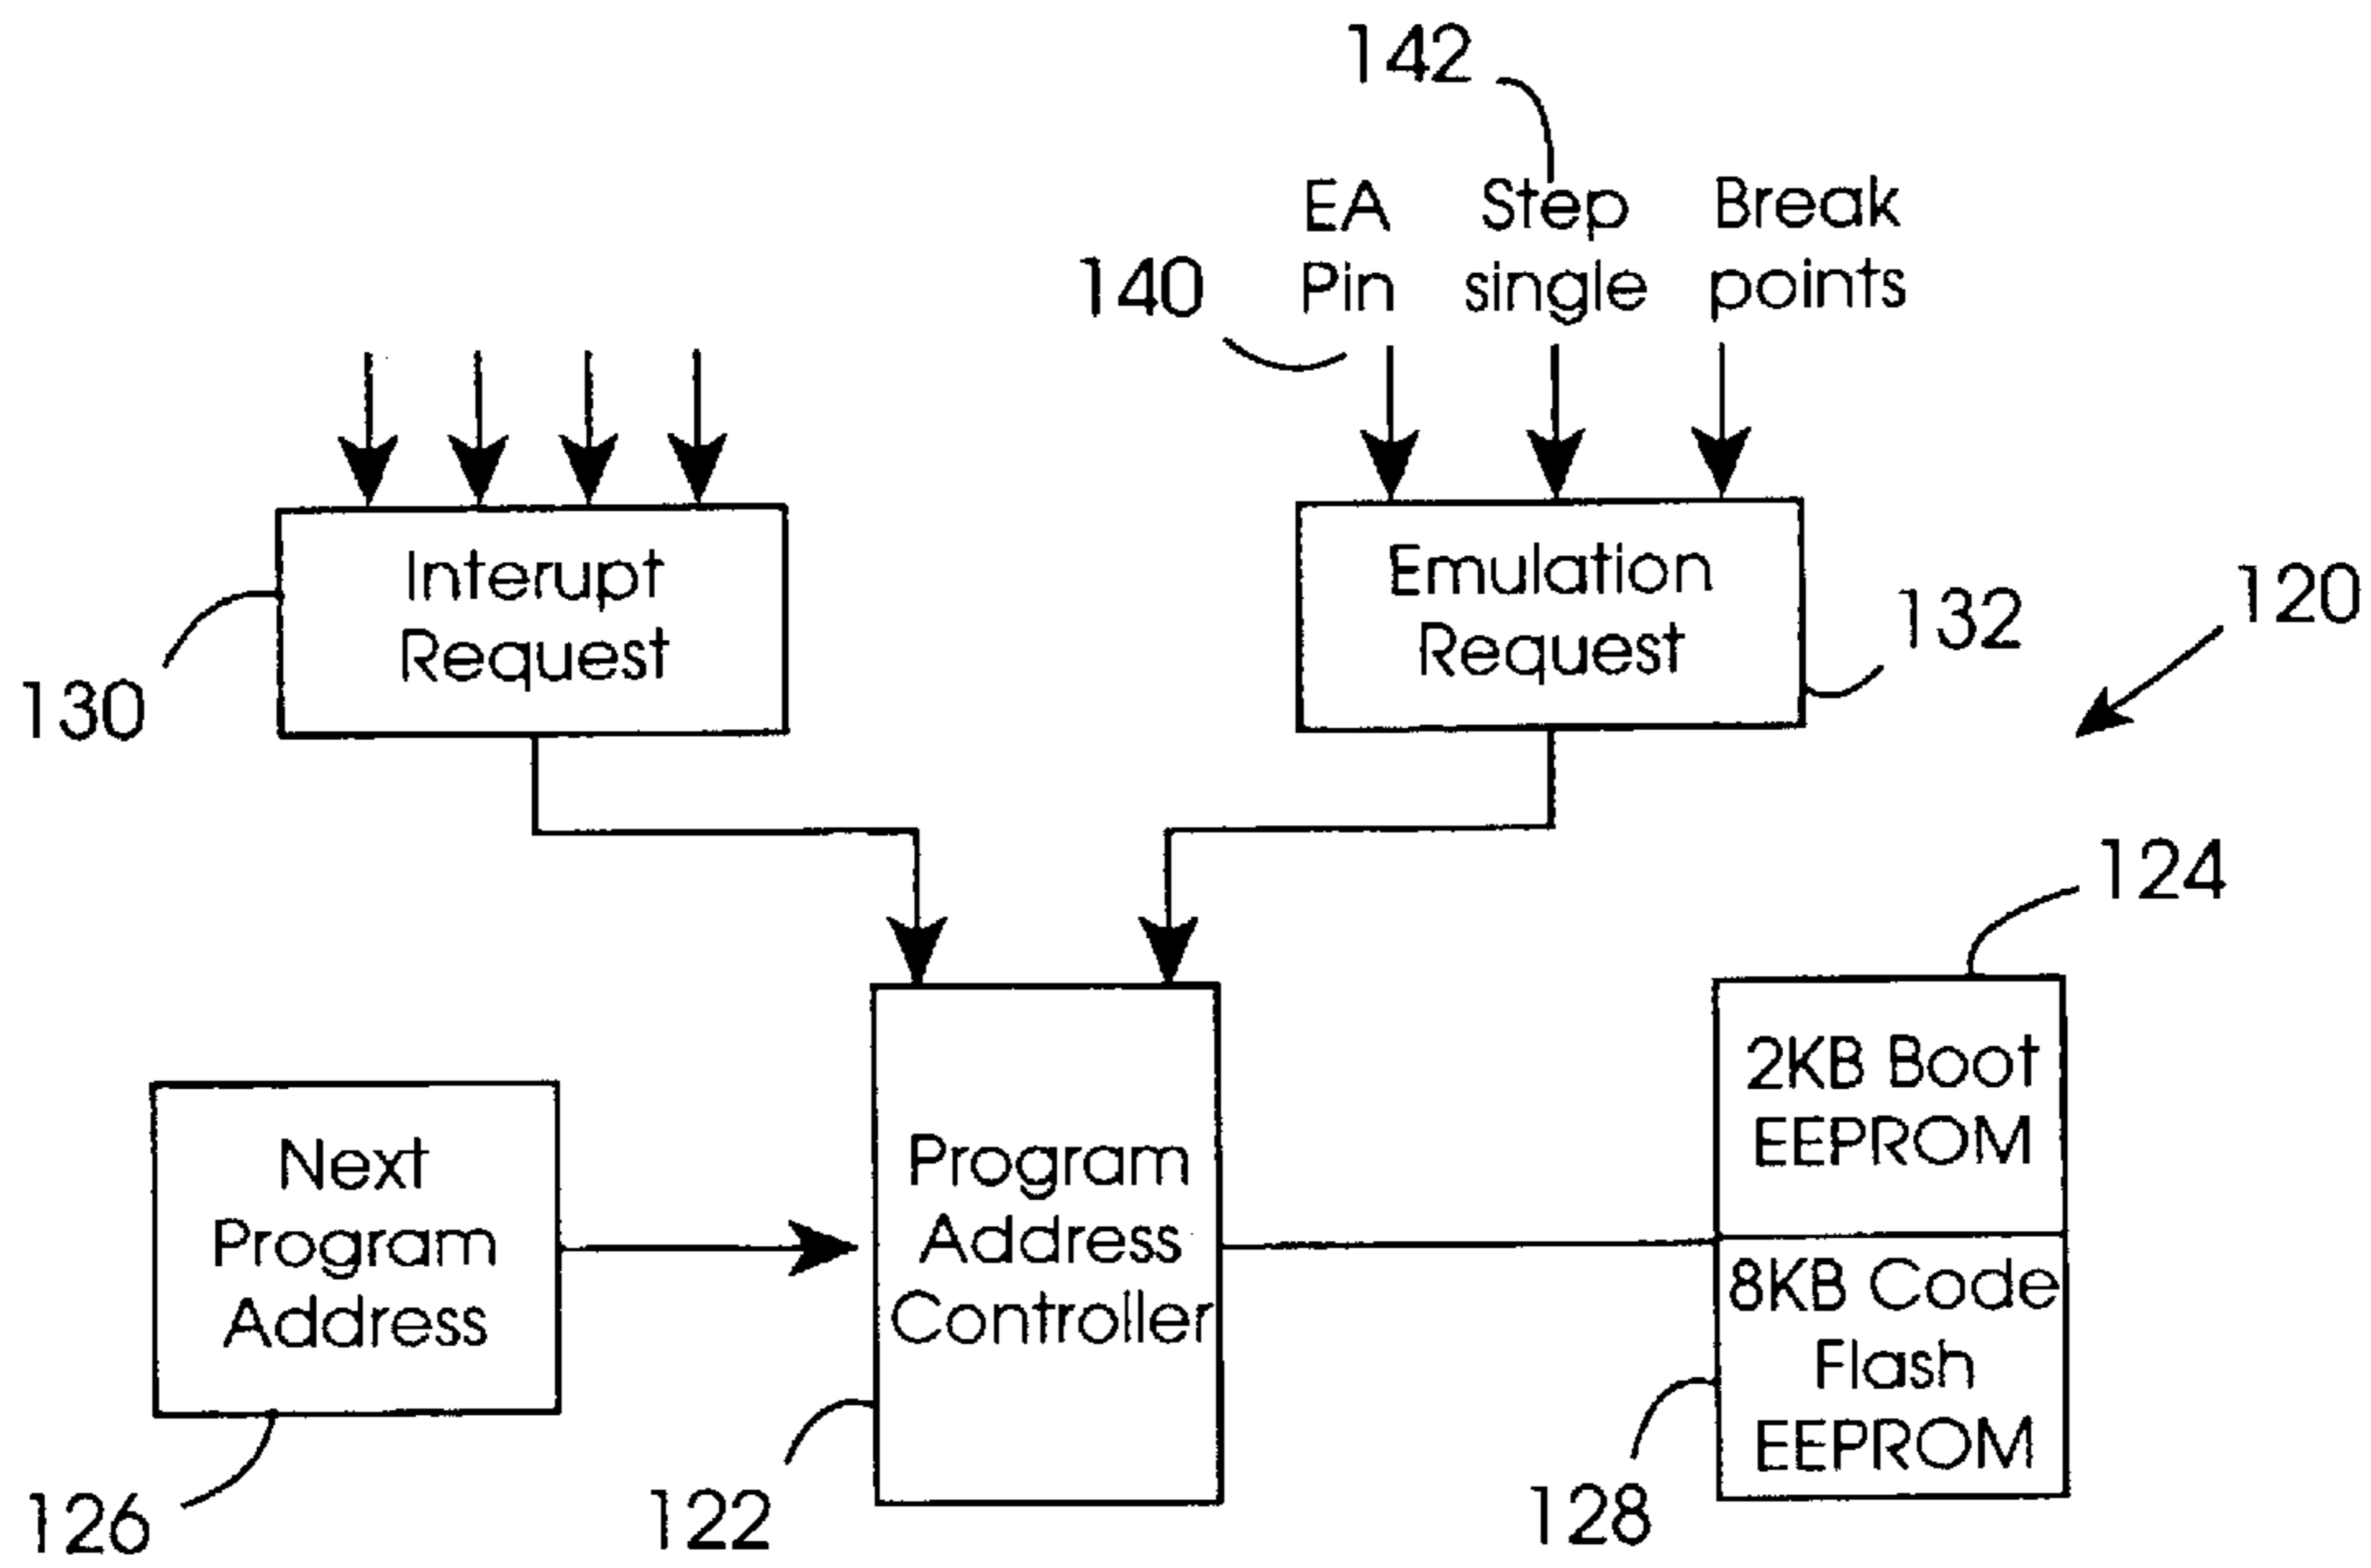 142
EA
Pin
Step
single
Break
points
140
Interupt
Request
130
Emulation
Request
132
120
124
Next
Program
Address
126
Program
Address
Controller
122
2KB Boot
EEPROM
8KB Code
Flash
EEPROM
128